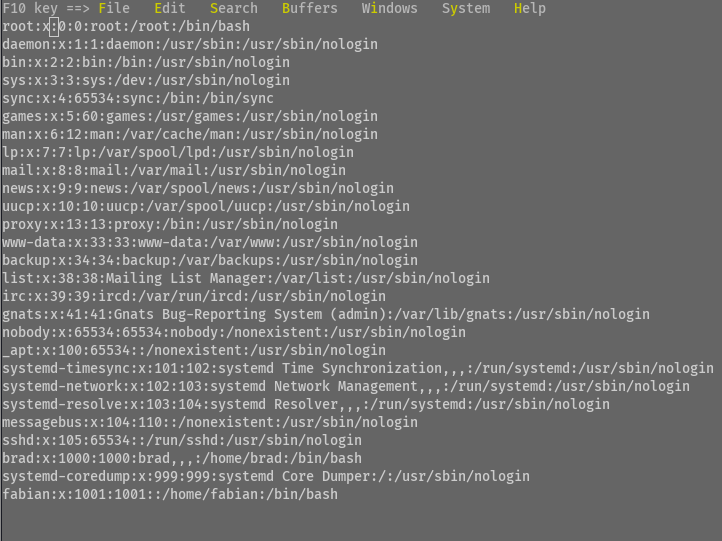 F10 key ==> File   Edit   Search   Buffers   Windows   System   Help
root:x:0:0:root:/root:/bin/bash
daemon:x:1:1:daemon:/usr/sbin:/usr/sbin/nologin
bin:x:2:2:bin:/bin:/usr/sbin/nologin
sys:x:3:3:sys:/dev:/usr/sbin/nologin
sync:x:4:65534:sync:/bin:/bin/sync
games:x:5:60:games:/usr/games:/usr/sbin/nologin
man:x:6:12:man:/var/cache/man:/usr/sbin/nologin
lp:x:7:7:lp:/var/spool/lpd:/usr/sbin/nologin
mail:x:8:8:mail:/var/mail:/usr/sbin/nologin
news:x:9:9:news:/var/spool/news:/usr/sbin/nologin
uucp:x:10:10:uucp:/var/spool/uucp:/usr/sbin/nologin
proxy:x:13:13:proxy:/bin:/usr/sbin/nologin
www-data:x:33:33:www-data:/var/www:/usr/sbin/nologin
backup:x:34:34:backup:/var/backups:/usr/sbin/nologin
list:x:38:38:Mailing List Manager:/var/list:/usr/sbin/nologin
irc:x:39:39:ircd:/var/run/ircd:/usr/sbin/nologin
gnats:x:41:41:Gnats Bug-Reporting System (admin):/var/lib/gnats:/usr/sbin/nologin
nobody:x:65534:65534:nobody:/nonexistent:/usr/sbin/nologin
_apt:x:100:65534::/nonexistent:/usr/sbin/nologin
systemd-timesync:x:101:102:systemd Time Synchronization,,,:/run/systemd:/usr/sbin/nologin
systemd-network:x:102:103:systemd Network Management,,,:/run/systemd:/usr/sbin/nologin
systemd-resolve:x:103:104:systemd Resolver,,,:/run/systemd:/usr/sbin/nologin
messagebus:x:104:110::/nonexistent:/usr/sbin/nologin
sshd:x:105:65534::/run/sshd:/usr/sbin/nologin
brad:x:1000:1000:brad,,,:/home/brad:/bin/bash
systemd-coredump:x:999:999:systemd Core Dumper:/:/usr/sbin/nologin
fabian:x:1001:1001::/home/fabian:/bin/bash